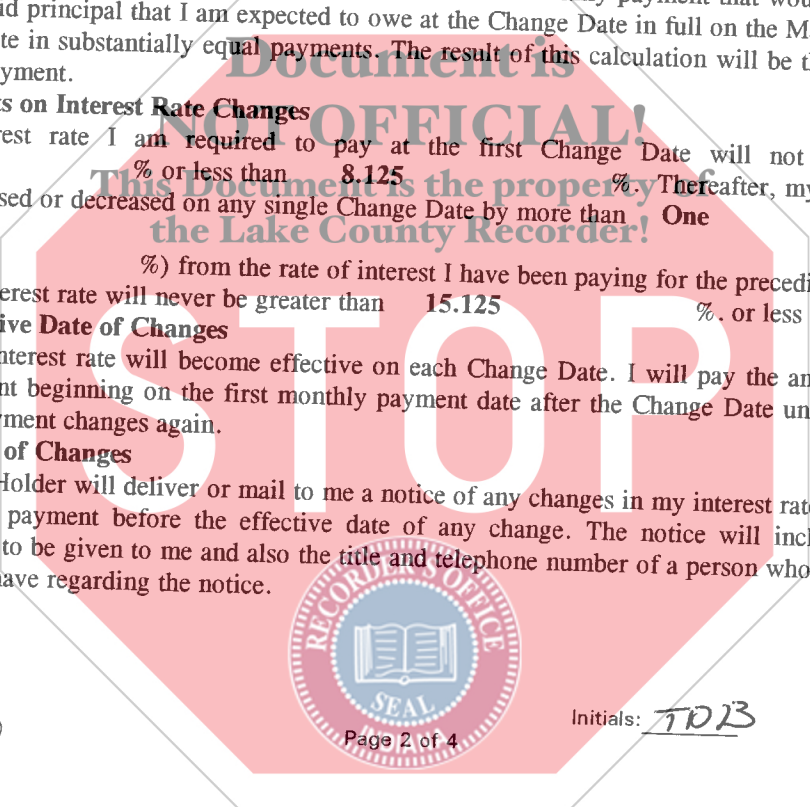 id principal that I am expected to owe at the Change Date in full on the M
te in substantially equal payments. The result of this calculation will be t
yment.
Document is
s on Interest Rate Changes
NOT OFFICIAL!
rest rate I am required to pay at the first Change Date will not
% or less than 8.125 %. Thereafter, my
This Document is the property of
sed or decreased on any single Change Date by more than One
the Lake County Recorder!
%) from the rate of interest I have been paying for the precedi
erest rate will never be greater than 15.125 %. or less
ive Date of Changes
nterest rate will become effective on each Change Date. I will pay the am
nt beginning on the first monthly payment date after the Change Date un
yment changes again.
STOP
of Changes
Holder will deliver or mail to me a notice of any changes in my interest rate
payment before the effective date of any change. The notice will incl
to be given to me and also the title and telephone number of a person who
ave regarding the notice.
RECORDER'S OFFICE
SEAL
INDIANA
Initials: TDB
Page 2 of 4